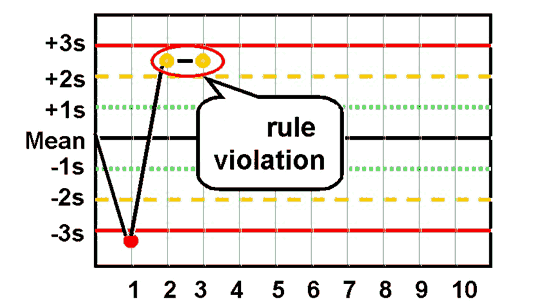 +3s
+2s
+1s
Mean
-1s
-2s
-3s
rule
violation
1 2 3 4 5 6 7 8 9 10